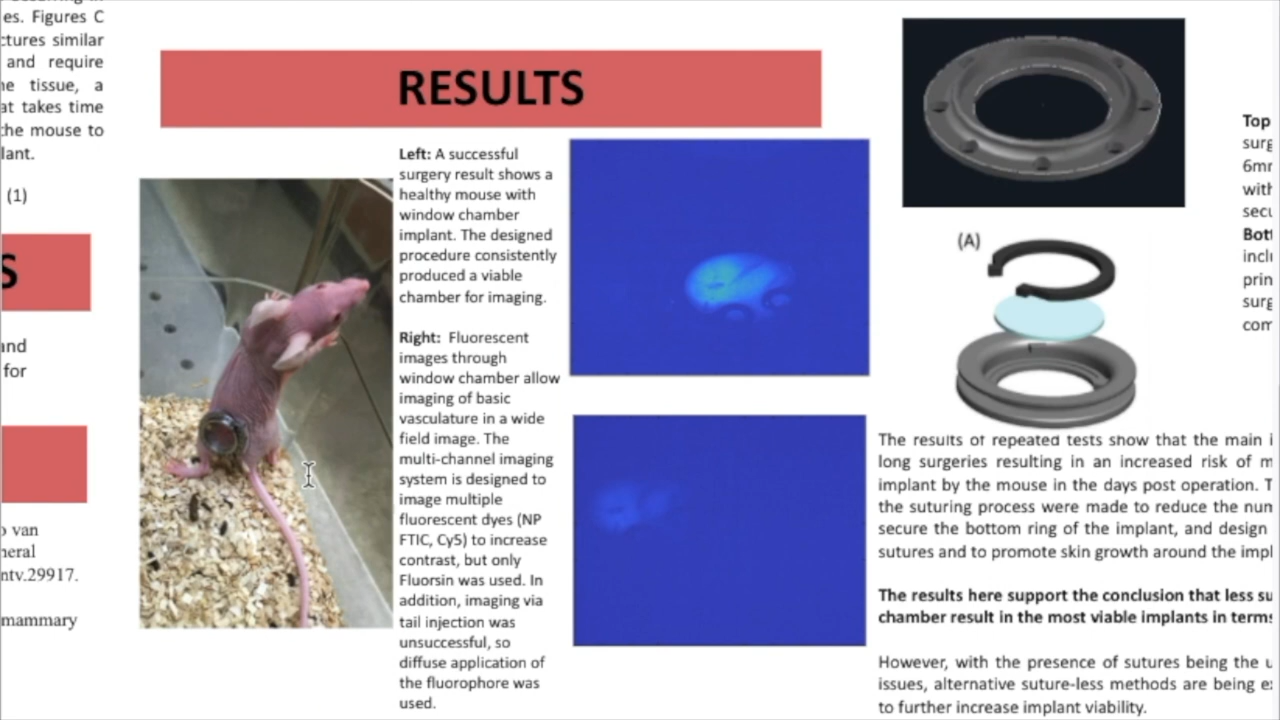 es. Figures C
ctures similar
and require
ne tissue, a
at takes time
the mouse to
lant.
(1)
S
and
for
o van
neral
ntv.29917.
mammary
RESULTS
Left: A successful
surgery result shows a
healthy mouse with
window chamber
implant. The designed
procedure consistently
produced a viable
chamber for imaging.
Right: Fluorescent
images through
window chamber allow
imaging of basic
vasculature in a wide
field image. The
multi-channel imaging
system is designed to
image multiple
fluorescent dyes (NP
FTIC, Cy5) to increase
contrast, but only
Fluorsin was used. In
addition, imaging via
tail injection was
unsuccessful, so
diffuse application of
the fluorophore was
used.
(A)
The results of repeated tests show that the main i
long surgeries resulting in an increased risk of m
implant by the mouse in the days post operation. T
the suturing process were made to reduce the num
secure the bottom ring of the implant, and design
sutures and to promote skin growth around the impl
The results here support the conclusion that less su
chamber result in the most viable implants in terms
However, with the presence of sutures being the u
issues, alternative suture-less methods are being ex
to further increase implant viability.
Top
surg
6mm
with
secu
Bott
inclu
prin
surg
com